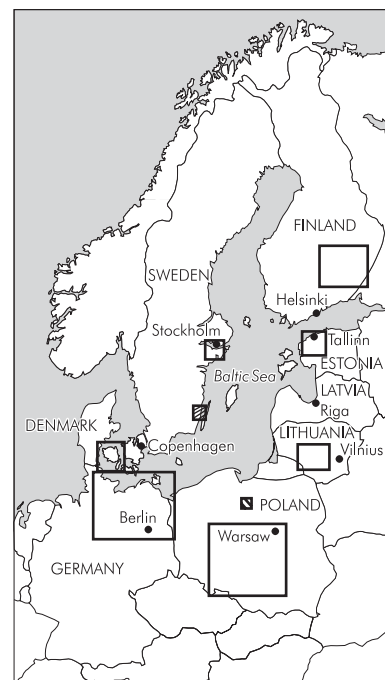 FINLAND
SWEDEN
Helsinki
Stockholm
Tallinn
ESTONIA
Baltic Sea
LATVIA
Riga
DENMARK
LITHUANIA
Copenhagen
Vilnius
POLAND
Berlin
Warsaw
GERMANY